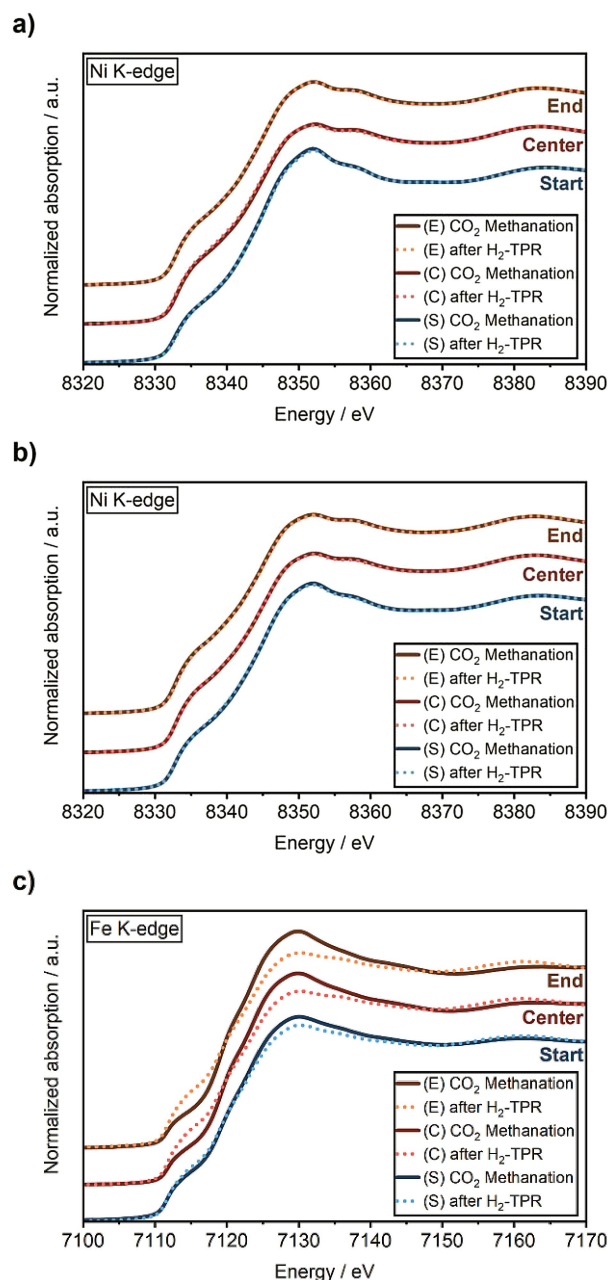 a)
Ni K-edge
Normalized absorption / a.u.
End
Center
Start
(E) CO₂ Methanation
(E) after H₂-TPR
(C) CO₂ Methanation
(C) after H₂-TPR
(S) CO₂ Methanation
(S) after H₂-TPR
8320 8330 8340 8350 8360 8370 8380 8390
Energy / eV
b)
Ni K-edge
Normalized absorption / a.u.
End
Center
Start
(E) CO₂ Methanation
(E) after H₂-TPR
(C) CO₂ Methanation
(C) after H₂-TPR
(S) CO₂ Methanation
(S) after H₂-TPR
8320 8330 8340 8350 8360 8370 8380 8390
Energy / eV
c)
Fe K-edge
Normalized absorption / a.u.
End
Center
Start
(E) CO₂ Methanation
(E) after H₂-TPR
(C) CO₂ Methanation
(C) after H₂-TPR
(S) CO₂ Methanation
(S) after H₂-TPR
7100 7110 7120 7130 7140 7150 7160 7170
Energy / eV